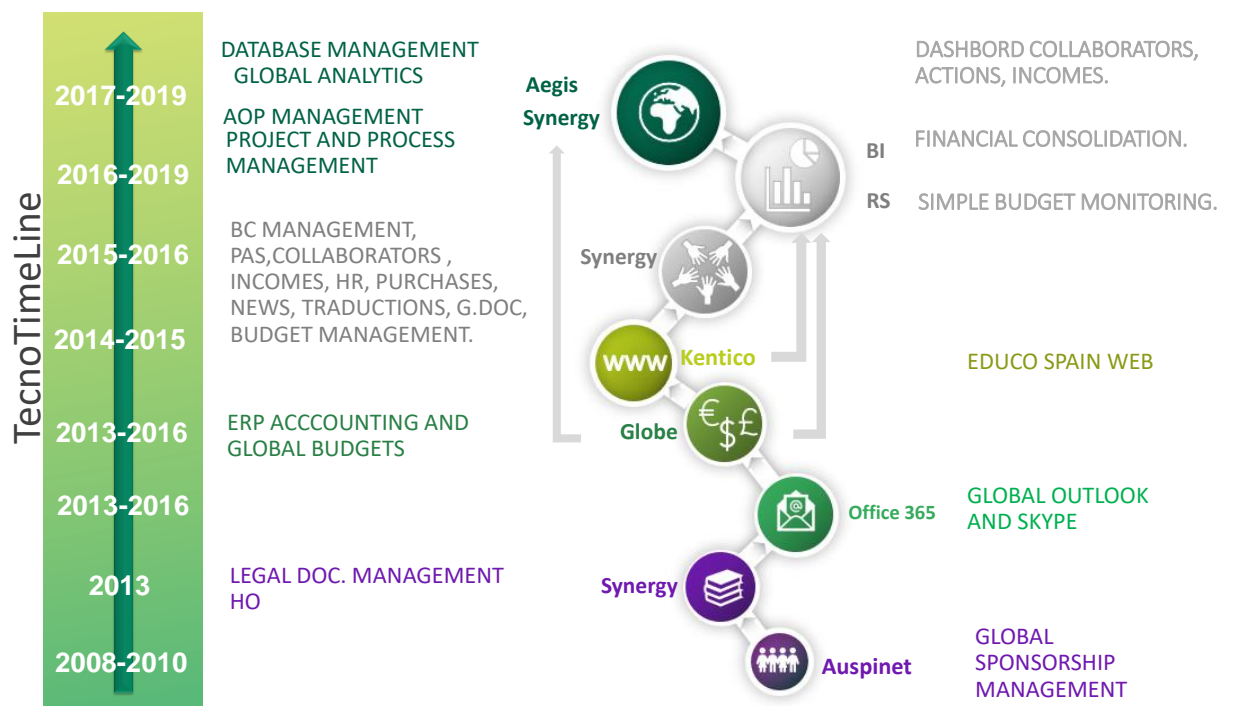 TecnoTimeLine
2017-2019
2016-2019
2015-2016
2014-2015
2013-2016
2013-2016
2013
2008-2010
DATABASE MANAGEMENT
GLOBAL ANALYTICS
AOP MANAGEMENT
PROJECT AND PROCESS
MANAGEMENT
BC MANAGEMENT,
PAS,COLLABORATORS ,
INCOMES, HR, PURCHASES,
NEWS, TRADUCTIONS, G.DOC,
BUDGET MANAGEMENT.
ERP ACCCOUNTING AND
GLOBAL BUDGETS
LEGAL DOC. MANAGEMENT
HO
Aegis
Synergy
BI
RS
Synergy
www
Kentico
Globe
€$£
Office 365
@
Synergy
Auspinet
DASHBORD COLLABORATORS,
ACTIONS, INCOMES.
FINANCIAL CONSOLIDATION.
SIMPLE BUDGET MONITORING.
EDUCO SPAIN WEB
GLOBAL OUTLOOK
AND SKYPE
GLOBAL
SPONSORSHIP
MANAGEMENT